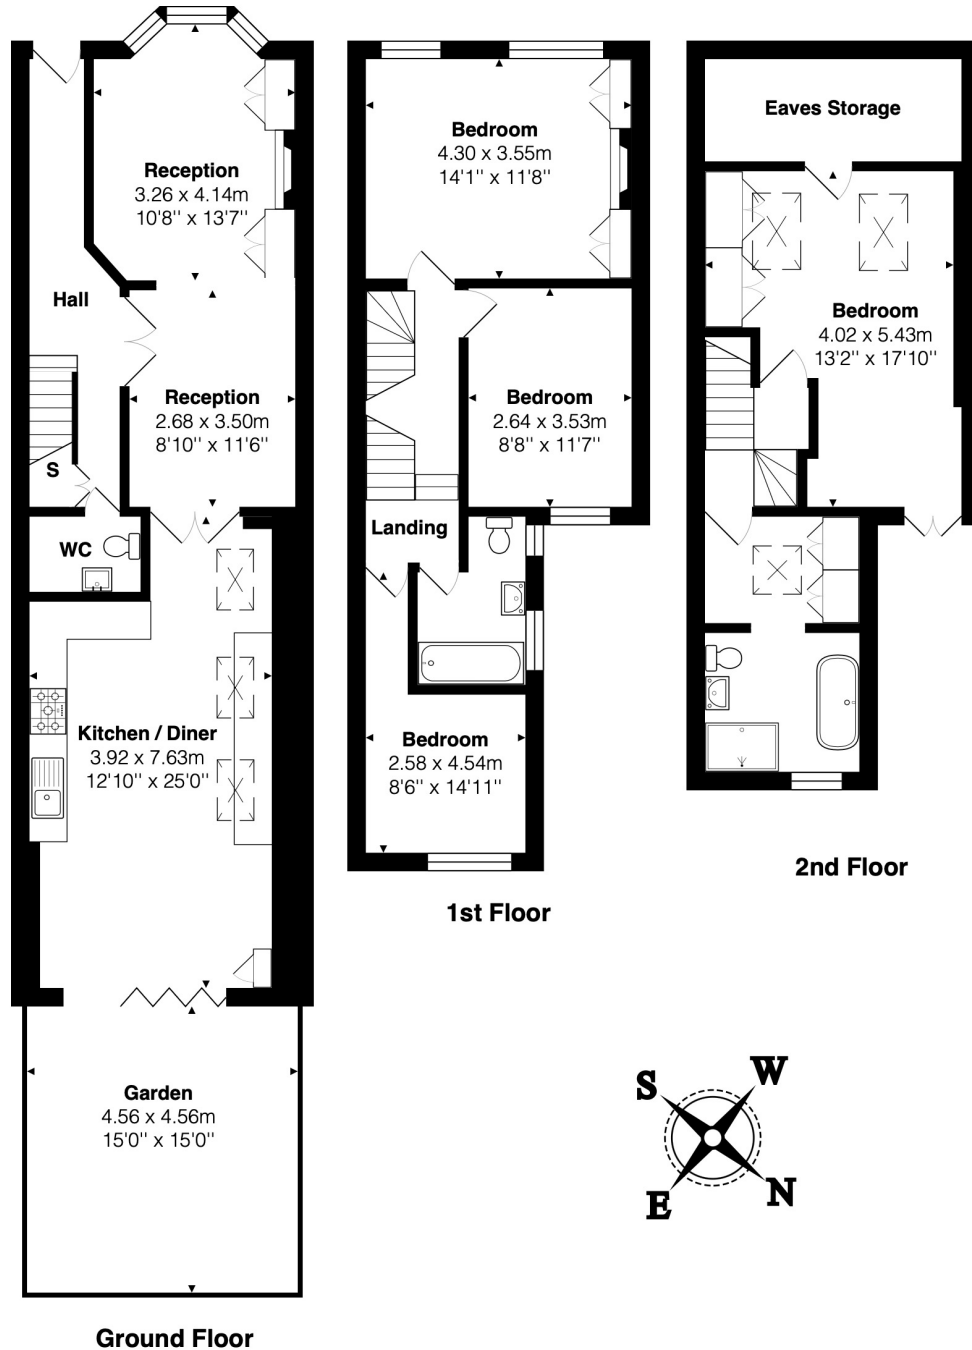 Reception
3.26 x 4.14m
10'8'' x 13'7''
Hall
Reception
2.68 x 3.50m
8'10'' x 11'6''
S
WC
Kitchen / Diner
3.92 x 7.63m
12'10'' x 25'0''
Garden
4.56 x 4.56m
15'0'' x 15'0''
Ground Floor
Bedroom
4.30 x 3.55m
14'1'' x 11'8''
Bedroom
2.64 x 3.53m
8'8'' x 11'7''
Landing
Bedroom
2.58 x 4.54m
8'6'' x 14'11''
1st Floor
Eaves Storage
Bedroom
4.02 x 5.43m
13'2'' x 17'10''
2nd Floor
S
W
E
N